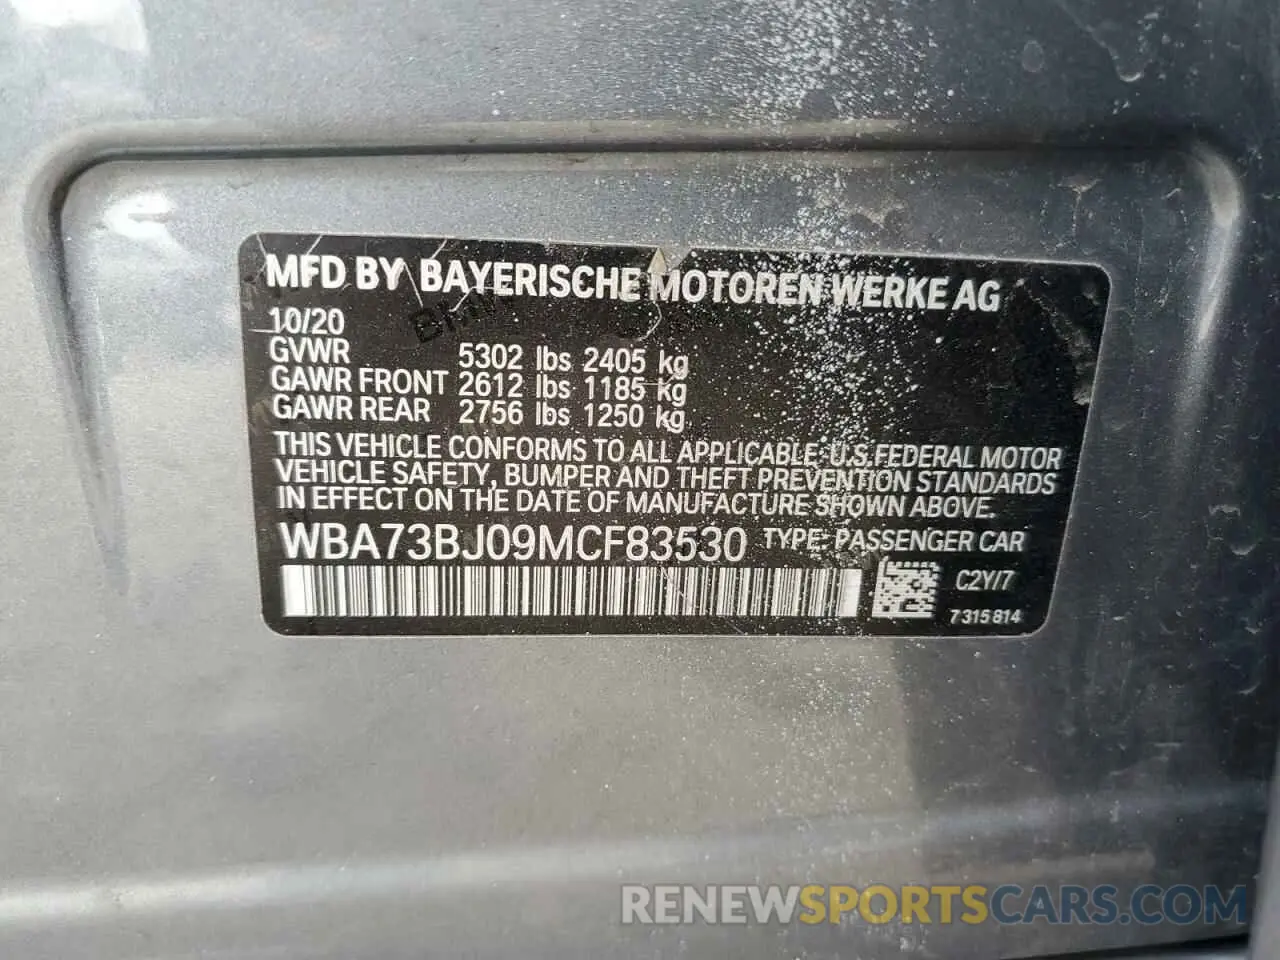 MFD BY BAYERISCHE MOTOREN WERKE AG
10/20
GVWR 5302 lbs 2405 kg
GAWR FRONT 2612 lbs 1185 kg
GAWR REAR 2756 lbs 1250 kg
THIS VEHICLE CONFORMS TO ALL APPLICABLE U.S. FEDERAL MOTOR
VEHICLE SAFETY, BUMPER AND THEFT PREVENTION STANDARDS
IN EFFECT ON THE DATE OF MANUFACTURE SHOWN ABOVE.
WBA73BJ09MCF83530 TYPE: PASSENGER CAR
C2Y/7
7 315 814
RENEWSPORTSCARS.COM